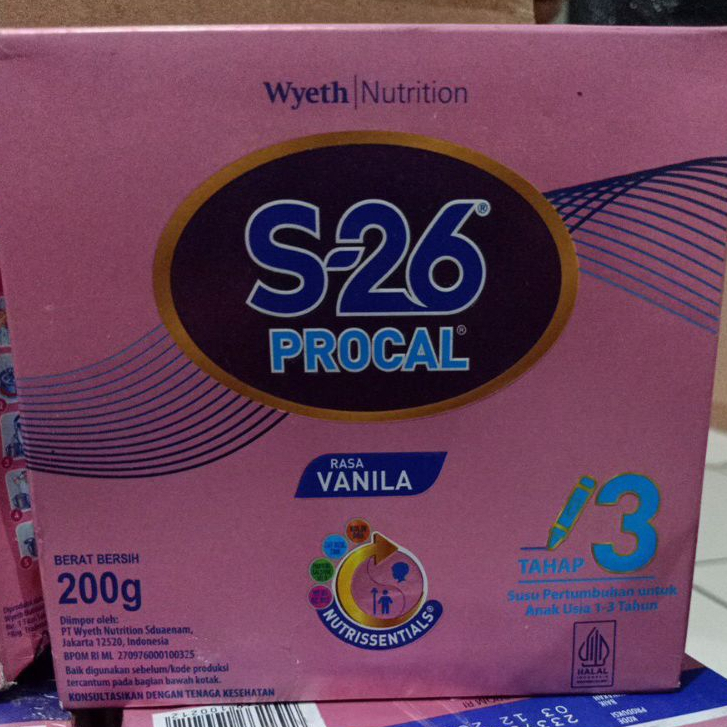 Wyeth Nutrition
S-26®
PROCAL®
RASA
VANILA
TAHAP 3
Susu Pertumbuhan untuk
Anak Usia 1-3 Tahun
NUTRISSENTIALS®
BERAT BERSIH
200g
Diimpor oleh:
PT Wyeth Nutrition Sduaenam,
Jakarta 12520, Indonesia
BPOM RI ML 270976000100325
Baik digunakan sebelum/kode produksi
tercantum pada bagian bawah kotak.
KONSULTASIKAN DENGAN TENAGA KESEHATAN
HALAL
INDONESIA